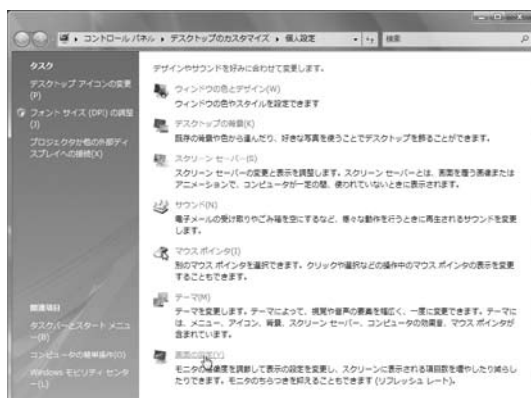 コントロール パネル ▸ デスクトップのカスタマイズ ▸ 個人設定
検索
タスク
デスクトップ アイコンの変更
(P)
フォント サイズ (DPI) の調整
(J)
プロジェクタか他の外部ディ
スプレイへの接続(X)
デザインやサウンドを好みに合わせて変更します。
ウィンドウの色とデザイン(W)
ウィンドウの色やスタイルを設定できます
デスクトップの背景(K)
既存の背景や色から選んだり、好きな写真を使うことでデスクトップを飾ることができます。
スクリーン セーバー(S)
スクリーン セーバーの変更と表示を調整します。スクリーン セーバーとは、画面を覆う画像または
アニメーションで、コンピュータが一定の間、使われていないときに表示されます。
サウンド(N)
電子メールの受け取りやごみ箱を空にするなど、様々な動作を行うときに再生されるサウンドを変更
します。
マウス ポインタ(I)
別のマウス ポインタを選択できます。クリックや選択などの操作中のマウス ポインタの表示を変更
することもできます。
テーマ(M)
テーマを変更します。テーマによって、視覚や音声の要素を幅広く、一度に変更できます。テーマに
は、メニュー、アイコン、背景、スクリーン セーバー、コンピュータの効果音、マウス ポインタが
含まれています。
画面の設定(Y)
モニタの解像度を調節して表示の設定を変更し、スクリーンに表示される項目数を増やしたり減らし
たりできます。モニタのちらつきを抑えることもできます (リフレッシュ レート)。
関連項目
タスク バーとスタート メニュ
ー(B)
コンピュータの簡単操作(O)
Windows モビリティ センタ
ー(L)